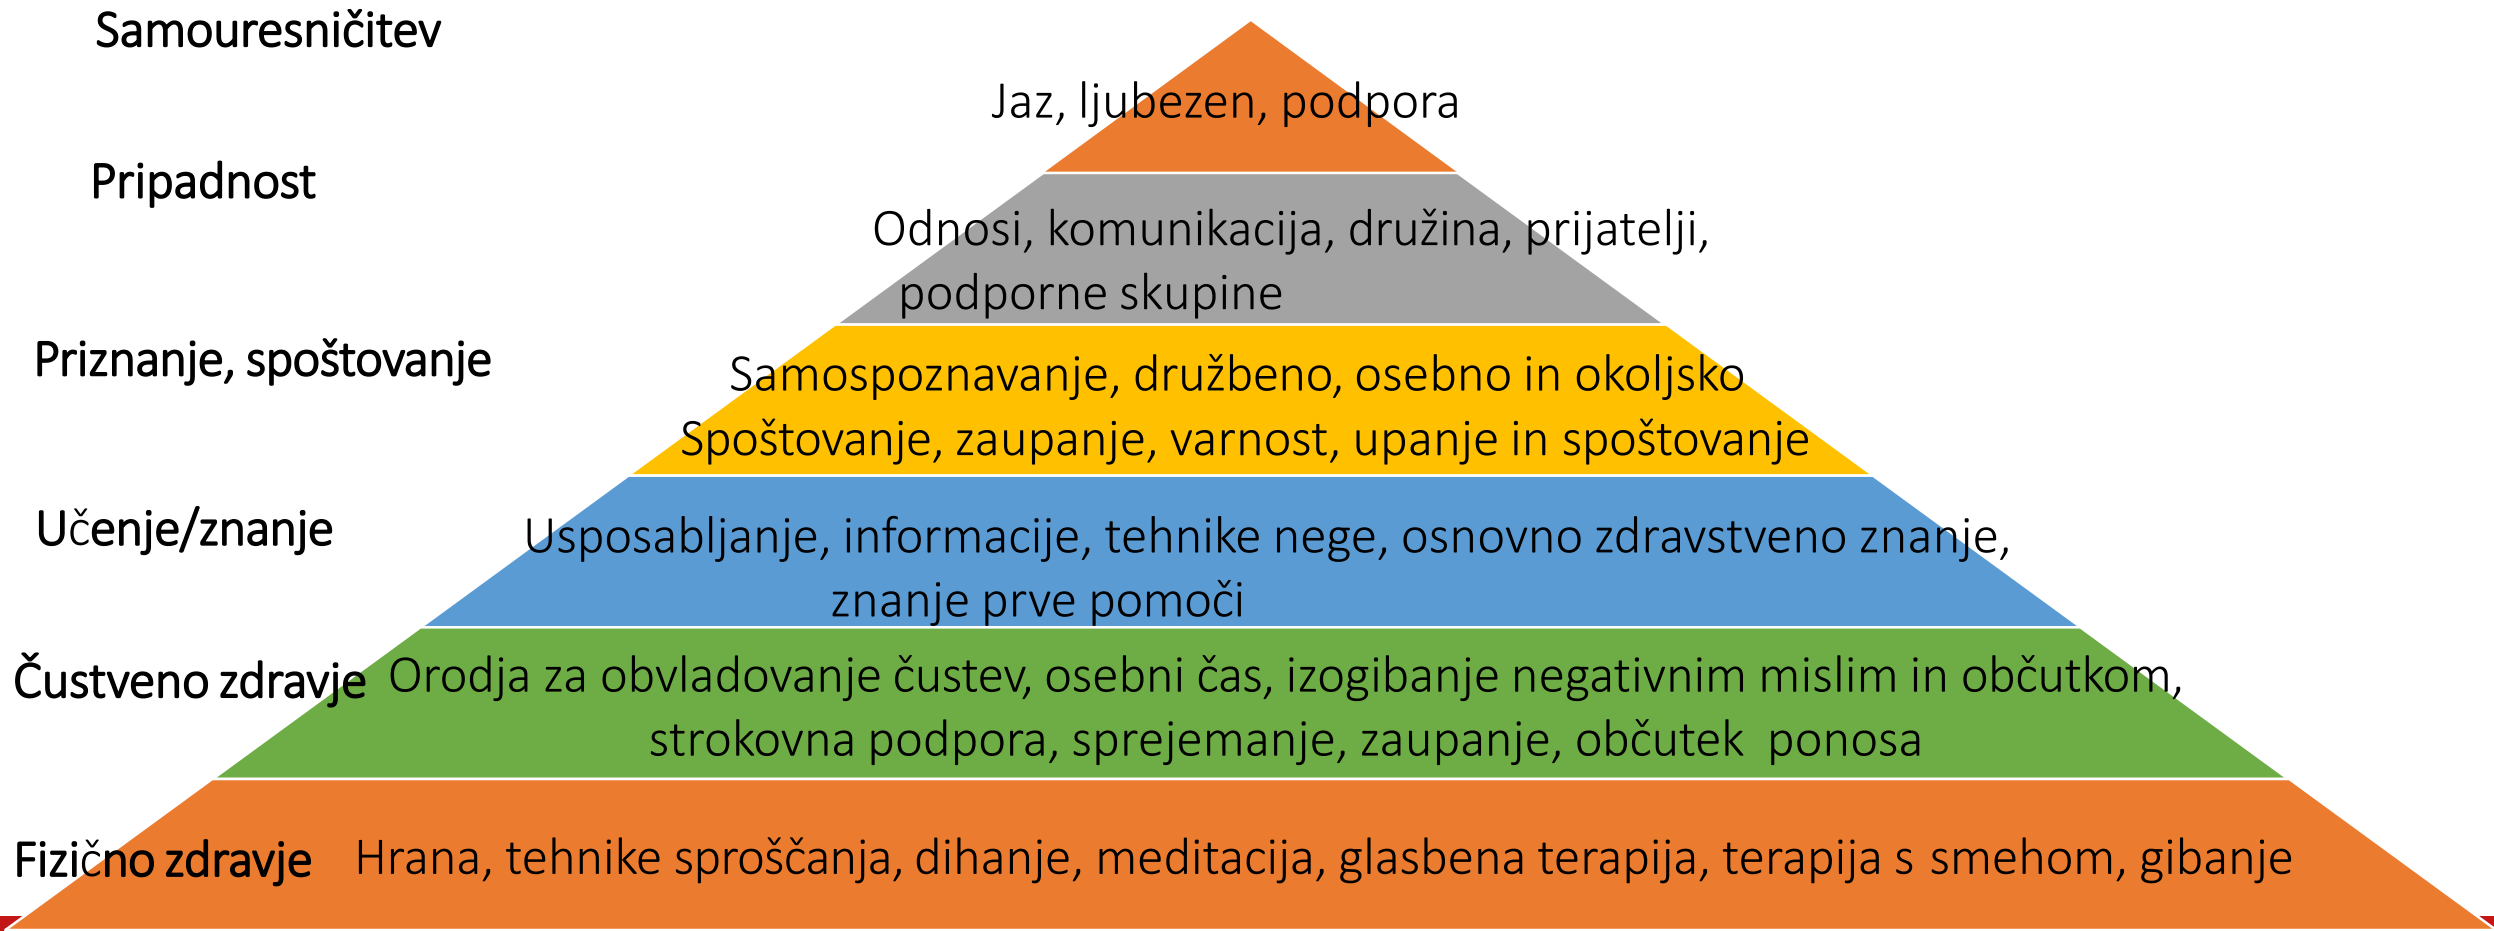 Samouresničitev
Jaz, ljubezen, podpora
Pripadnost
Odnosi, komunikacija, družina, prijatelji,
podporne skupine
Priznanje, spoštovanje
Samospoznavanje, družbeno, osebno in okoljsko
Spoštovanje, zaupanje, varnost, upanje in spoštovanje
Učenje/znanje
Usposabljanje, informacije, tehnike nege, osnovno zdravstveno znanje,
znanje prve pomoči
Čustveno zdravje
Orodja za obvladovanje čustev, osebni čas, izogibanje negativnim mislim in občutkom,
strokovna podpora, sprejemanje, zaupanje, občutek ponosa
Fizično zdravje
Hrana, tehnike sproščanja, dihanje, meditacija, glasbena terapija, terapija s smehom, gibanje